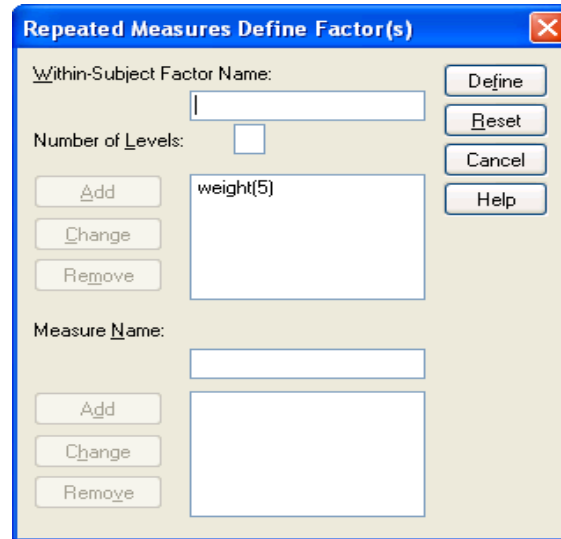 Repeated Measures Define Factor(s)
Within-Subject Factor Name:
Define
Reset
Number of Levels:
Cancel
Add
weight(5)
Help
Change
Remove
Measure Name:
Add
Change
Remove